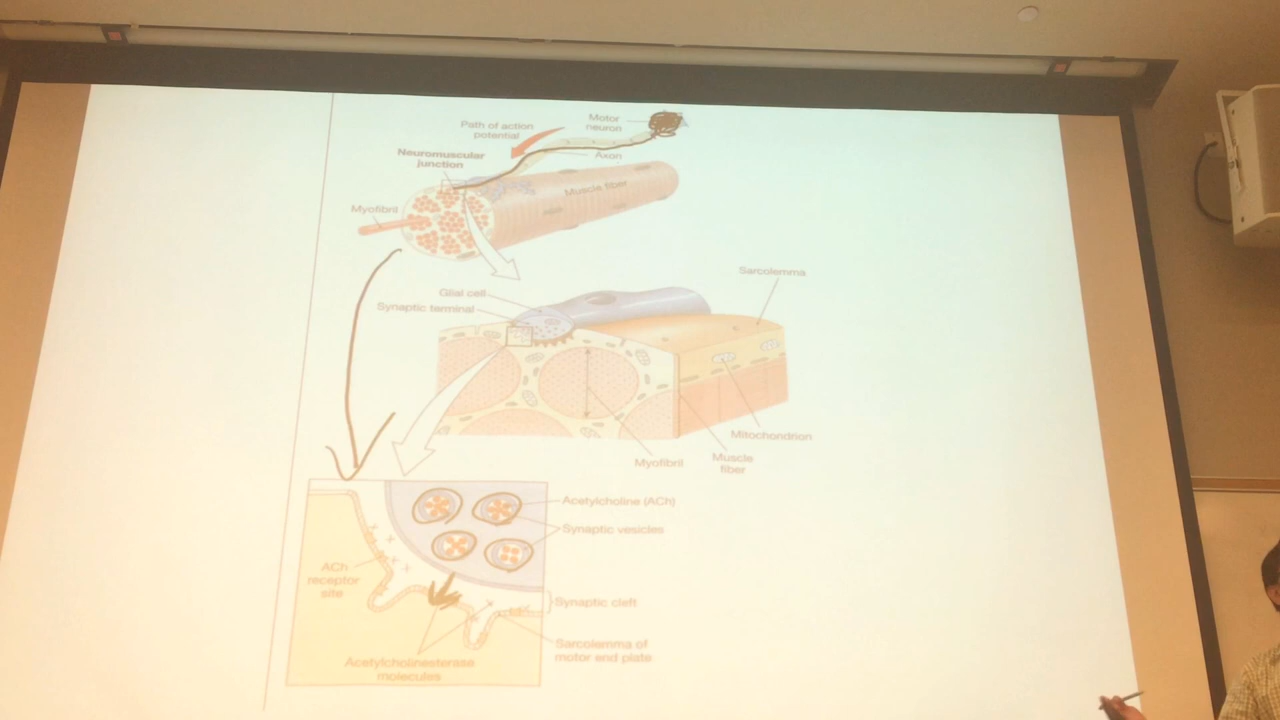 Motor
neuron
Path of action
potential
Axon
Neuromuscular
junction
Muscle fiber
Myofibril
Sarcolemma
Glial cell
Synaptic terminal
Mitochondrion
Myofibril
Muscle
fiber
Acetylcholine (ACh)
Synaptic vesicles
ACh
receptor
site
Synaptic cleft
Sarcolemma of
motor end plate
Acetylcholinesterase
molecules